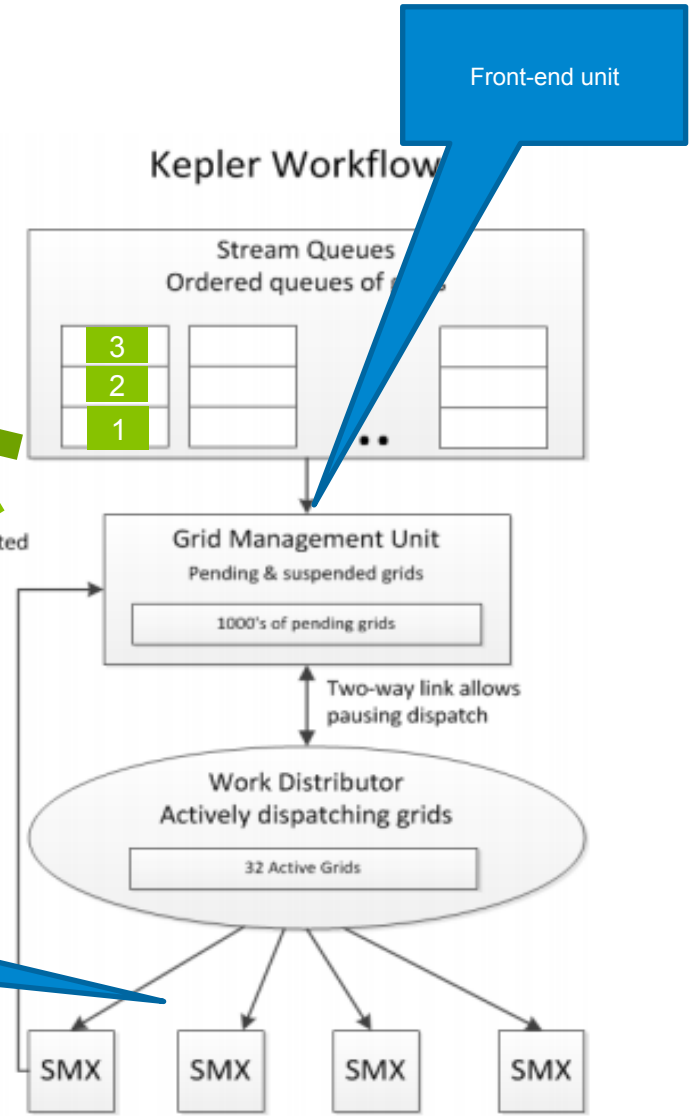 Front-end unit
Kepler Workflow
Stream Queues
Ordered queues of
3
2
1
Grid Management Unit
Pending & suspended grids
1000's of pending grids
Two-way link allows
pausing dispatch
Work Distributor
Actively dispatching grids
32 Active Grids
SMX
SMX
SMX
SMX